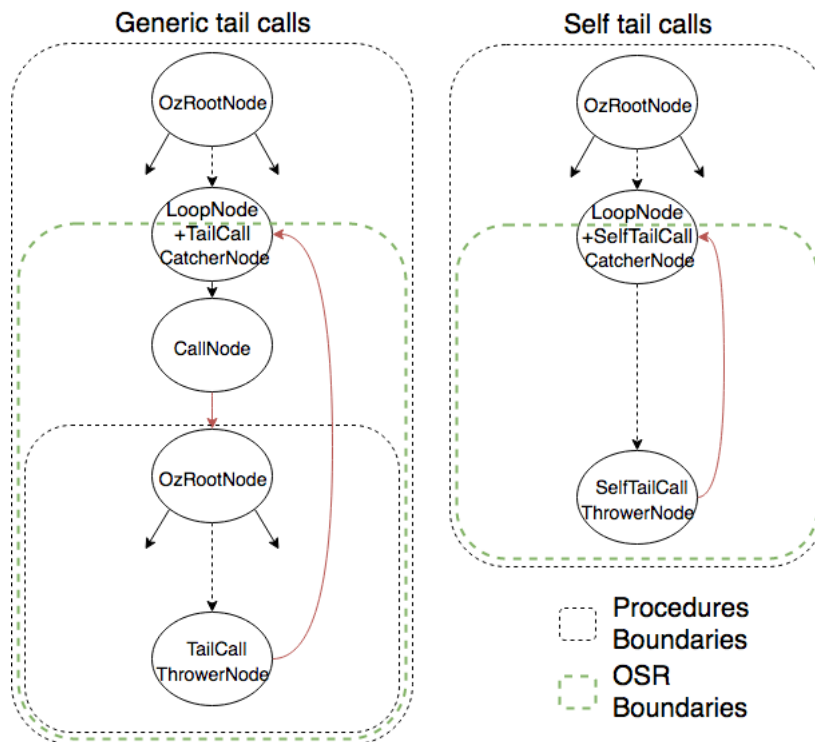 Generic tail calls
OzRootNode
LoopNode
+TailCall
CatcherNode
CallNode
OzRootNode
TailCall
ThrowerNode
Self tail calls
OzRootNode
LoopNode
+SelfTailCall
CatcherNode
SelfTailCall
ThrowerNode
Procedures
Boundaries
OSR
Boundaries